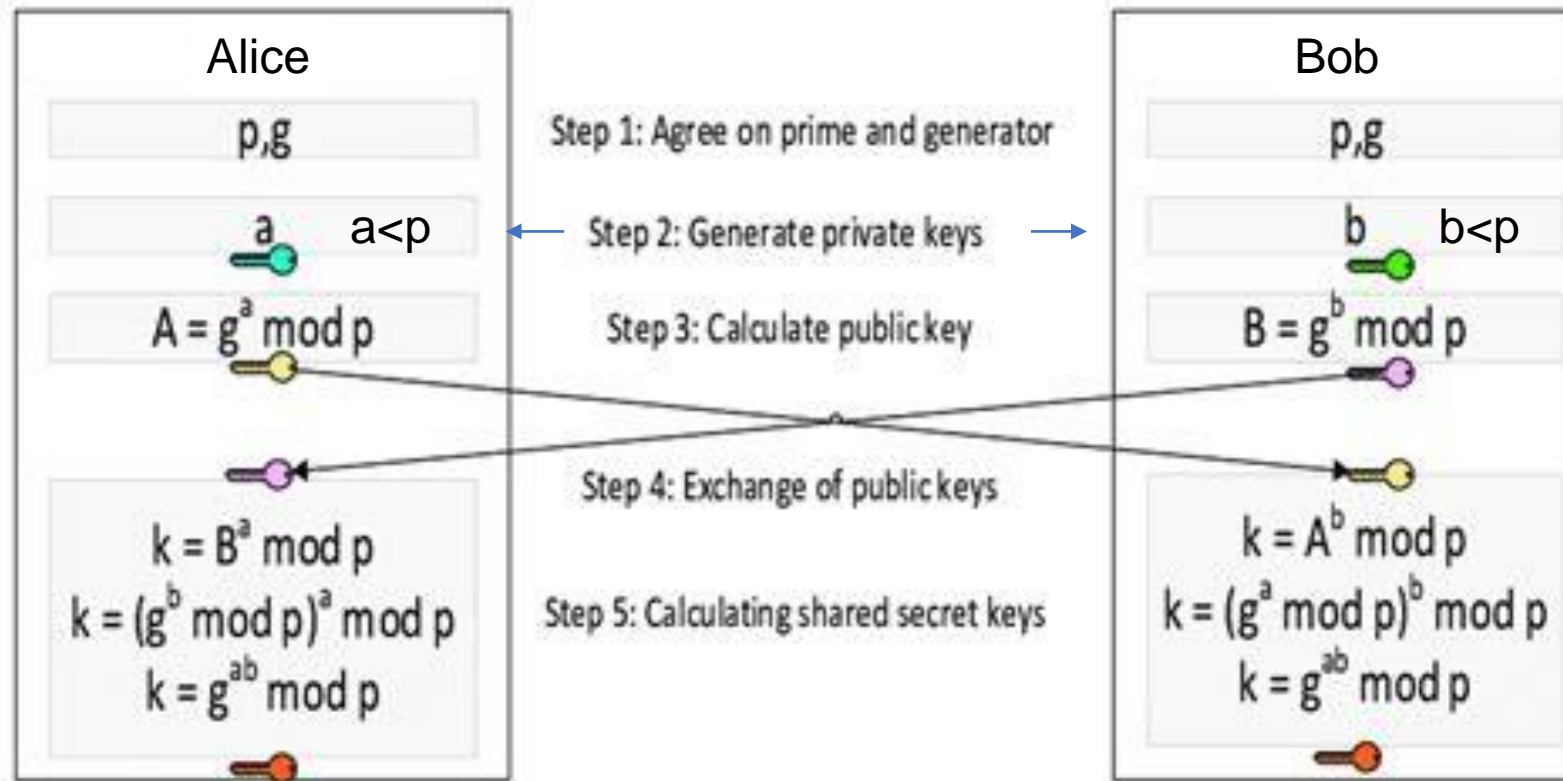 Alice
p,g
a a<p
A = g^a mod p
k = B^a mod p
k = (g^b mod p)^a mod p
k = g^ab mod p
Step 1: Agree on prime and generator
Step 2: Generate private keys
Step 3: Calculate public key
Step 4: Exchange of public keys
Step 5: Calculating shared secret keys
Bob
p,g
b b<p
B = g^b mod p
k = A^b mod p
k = (g^a mod p)^b mod p
k = g^ab mod p